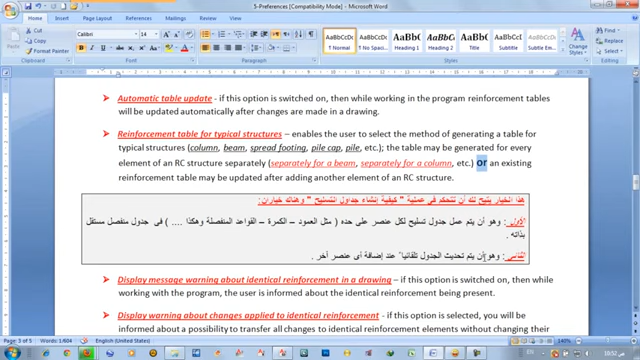 5-Preferences [Compatibility Mode] - Microsoft Word
Home Insert Page Layout References Mailings Review View
Cut
Copy
Format Painter
Clipboard
Calibri
14
Font
Paragraph
AaBbCcDc AaBbCcDc AaBbC AaBbCc AaBb AaBbCc.
¶ Normal ¶ No Spaci... Heading 1 Heading 2 Title Subtitle
Change Styles
Styles
Find
Replace
Select
Editing
Automatic table update - if this option is switched on, then while working in the program reinforcement tables
will be updated automatically after changes are made in a drawing.
Reinforcement table for typical structures – enables the user to select the method of generating a table for
typical structures (column, beam, spread footing, pile cap, pile, etc.); the table may be generated for every
element of an RC structure separately (separately for a beam, separately for a column, etc.) or an existing
reinforcement table may be updated after adding another element of an RC structure.
هذا الخيار يتيح لك أن تتحكم فى عملية " كيفية إنشاء جداول التسليح " وهناك خياران:
الأول : وهو أن يتم عمل جدول تسليح لكل عنصر على حده ( مثل العمود – الكمرة – القواعد المنفصلة وهكذا .... ) فى جدول منفصل مستقل
بذاته .
الثانى : وهو أن يتم تحديث الجدول تلقائيا" عند إضافة أى عنصر أخر .
Display message warning about identical reinforcement in a drawing – if this option is switched on, then while
working with the program, the user is informed about the identical reinforcement being present.
Display warning about changes applied to identical reinforcement - if this option is selected, you will be
informed about a possibility to transfer all changes to identical reinforcement elements without changing their
Page: 3 of 5 Words: 1,604 English (United States) 140%
EN 10:52